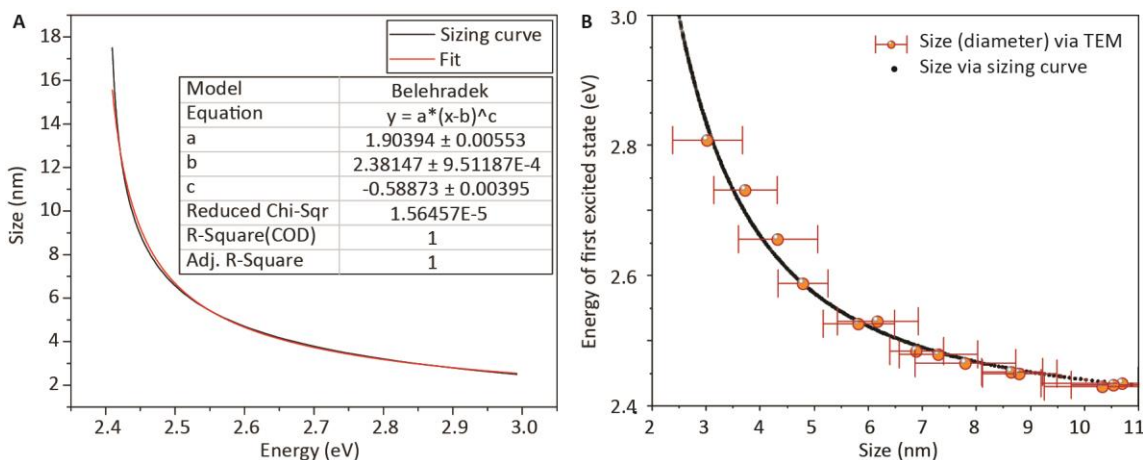 A
Size (nm)
18
16
14
12
10
8
6
4
2
2.4 2.5 2.6 2.7 2.8 2.9 3.0
Energy (eV)
Sizing curve
Fit
Model Belehradek
Equation y = a*(x-b)^c
a 1.90394 ± 0.00553
b 2.38147 ± 9.51187E-4
c -0.58873 ± 0.00395
Reduced Chi-Sqr 1.56457E-5
R-Square(COD) 1
Adj. R-Square 1
B
Energy of first excited state (eV)
3.0
2.8
2.6
2.4
2 3 4 5 6 7 8 9 10 11
Size (nm)
Size (diameter) via TEM
Size via sizing curve